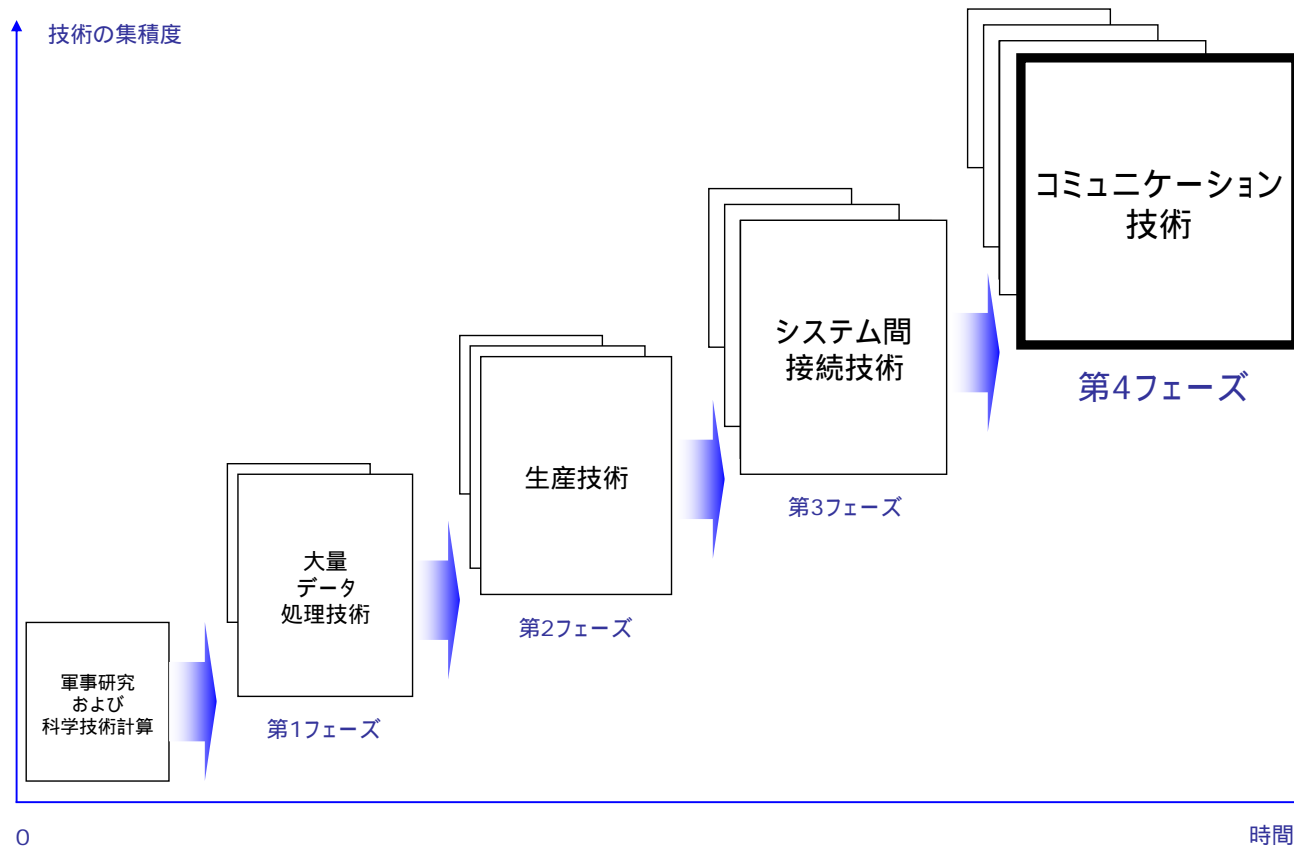 技術の集積度
コミュニケーション
技術
第4フェーズ
システム間
接続技術
第3フェーズ
生産技術
第2フェーズ
大量
データ
処理技術
第1フェーズ
軍事研究
および
科学技術計算
0
時間